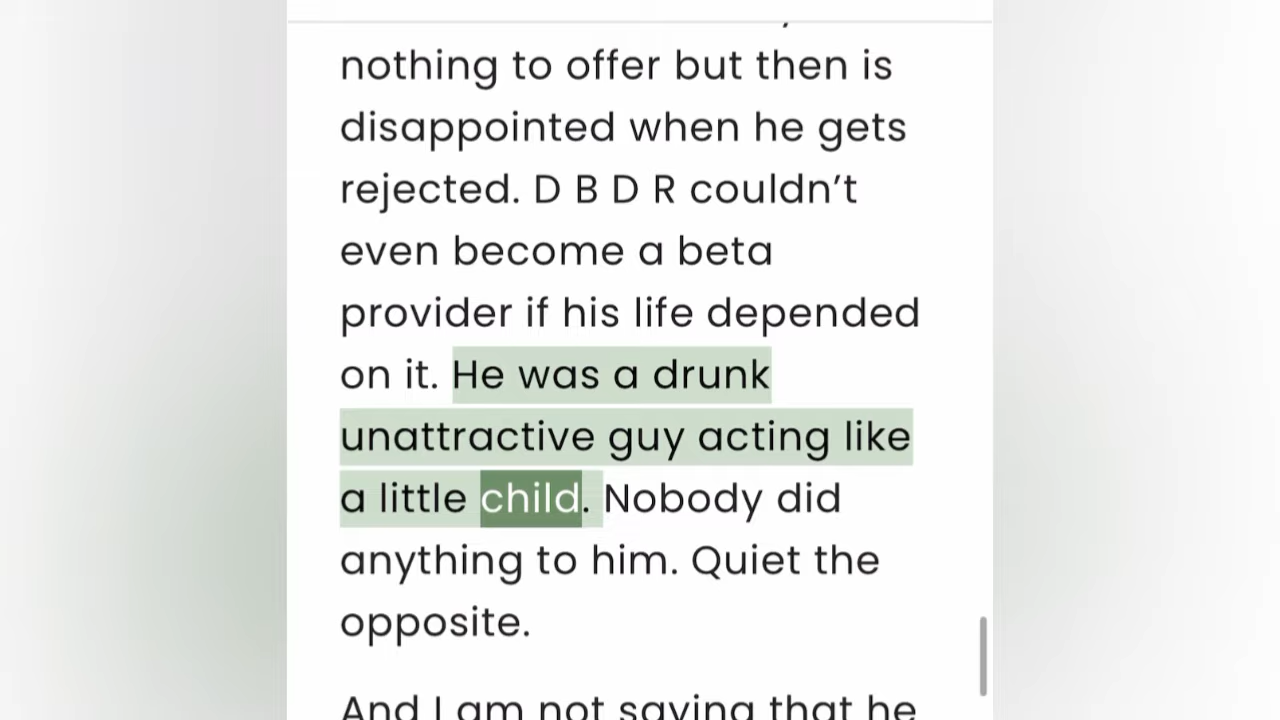 nothing to offer but then is
disappointed when he gets
rejected. D B D R couldn’t
even become a beta
provider if his life depended
on it. He was a drunk
unattractive guy acting like
a little child. Nobody did
anything to him. Quiet the
opposite.
And I am not saying that he